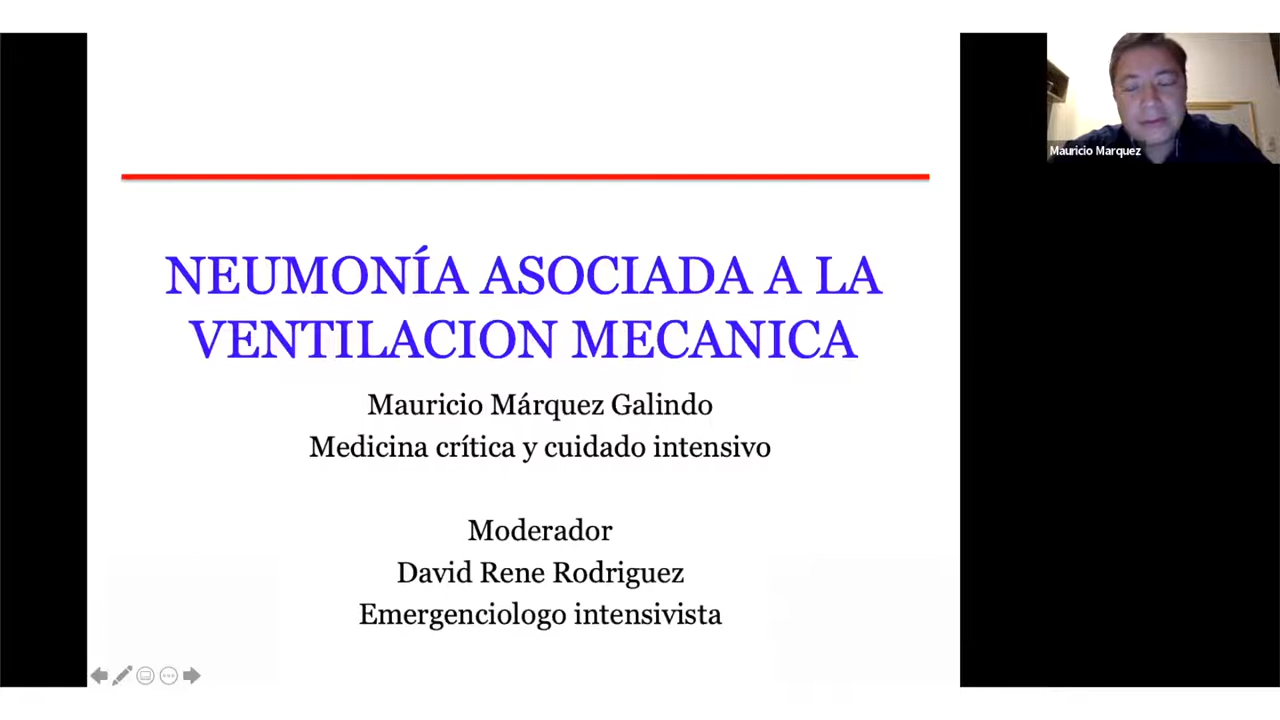 Mauricio Marquez
NEUMONÍA ASOCIADA A LA
VENTILACION MECANICA
Mauricio Márquez Galindo
Medicina crítica y cuidado intensivo
Moderador
David Rene Rodriguez
Emergenciologo intensivista